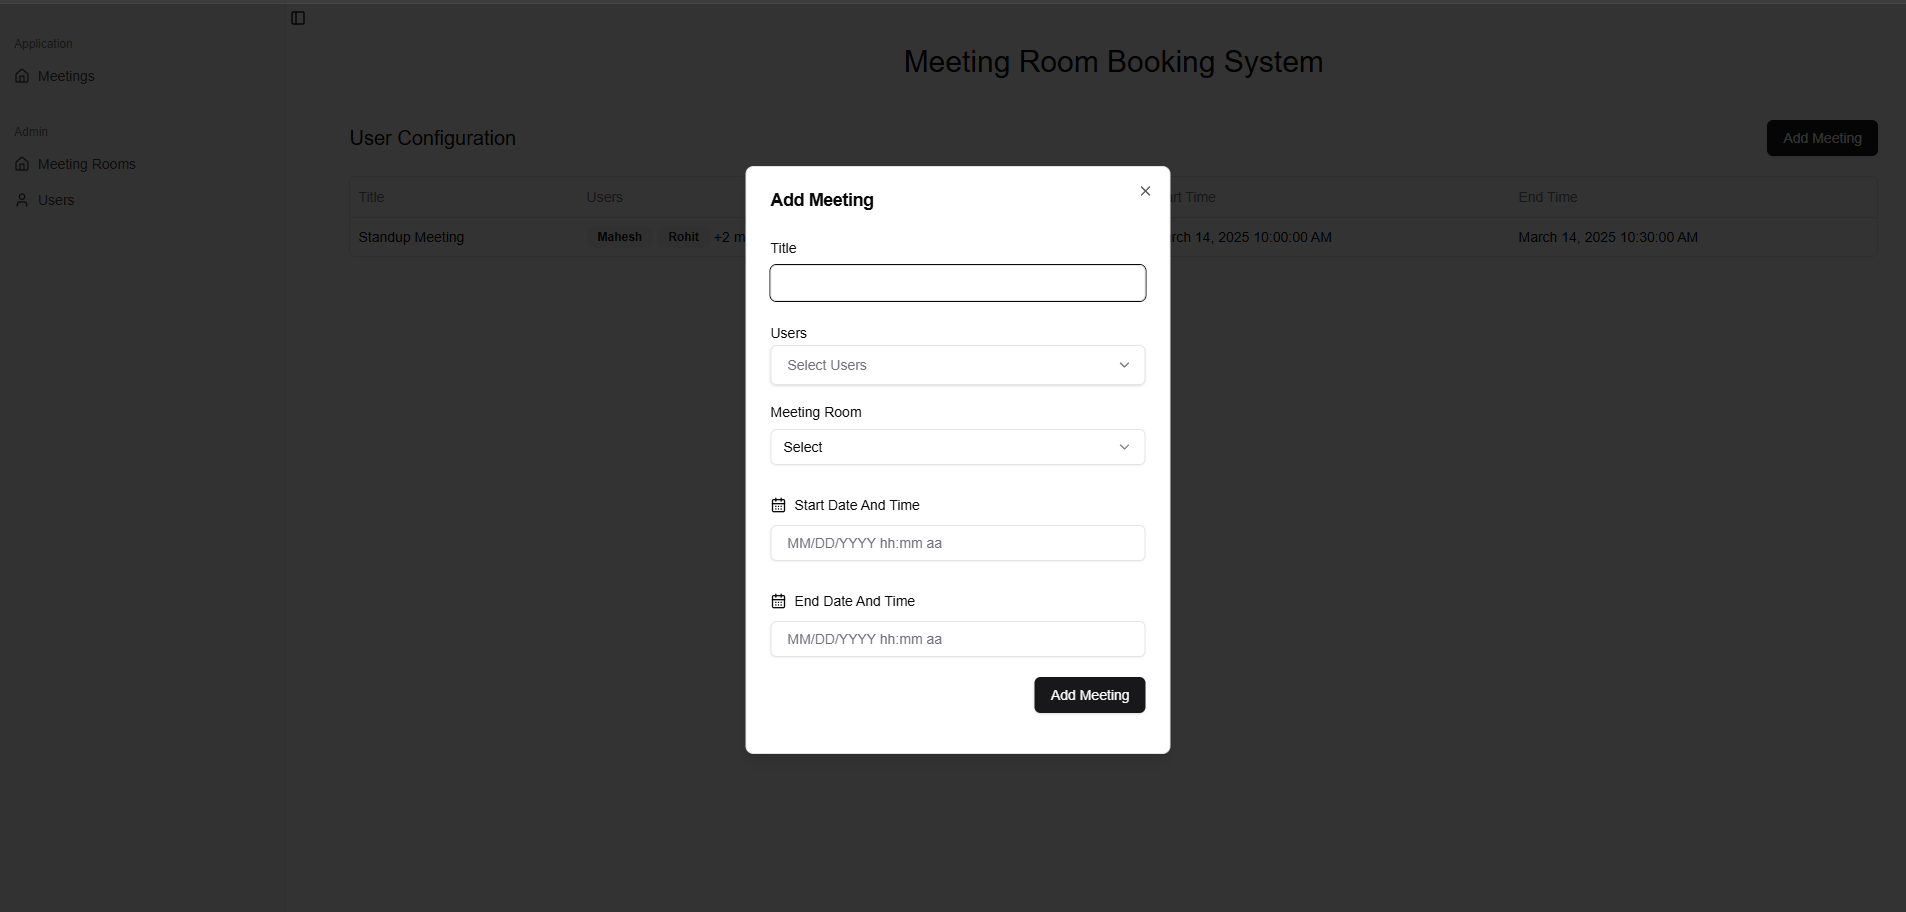 Application
Meetings
Admin
Meeting Rooms
Users
Meeting Room Booking System
User Configuration
Add Meeting
Title Users rt Time End Time
Standup Meeting Mahesh Rohit +2 m rch 14, 2025 10:00:00 AM March 14, 2025 10:30:00 AM
Add Meeting
Title
Users
Select Users
Meeting Room
Select
Start Date And Time
MM/DD/YYYY hh:mm aa
End Date And Time
MM/DD/YYYY hh:mm aa
Add Meeting